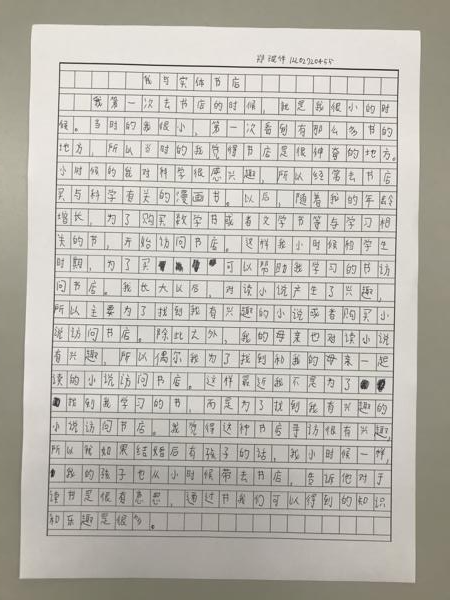 1202720455
我与实体书店
我第一次去书店的时候，就是我很小的时
候。当时的我很小，第一次看到有那么多书的
地方，所以当时的我觉得书店是很神奇的地方。
小时候的我对科学很感兴趣，所以经常去书店
买与科学有关的漫画书。以后，随着我的年龄
增长，为了购买数学书或者文学书等与学习相
关的书，开始访问书店。这样我小时候和学生
时期，为了买可以帮助我学习的书访
问书店。我长大以后，对读小说产生了兴趣，
所以主要为了找到我有兴趣的小说或者购买小
说访问书店。除此之外，我的母亲也对读小说
有兴趣，所以偶尔我为了找到和我的母亲一起
读的小说访问书店。这样最近我不是为了
找到我学习的书，而是为了找到我有兴趣的
小说访问书店。我觉得这种书店寻访很有兴趣，
所以我如果结婚后有孩子的话，我小时候一样，
我的孩子也从小时候带去书店，告诉他对于
读书是很有意思，通过书我们可以得到的知识
和乐趣是很多。